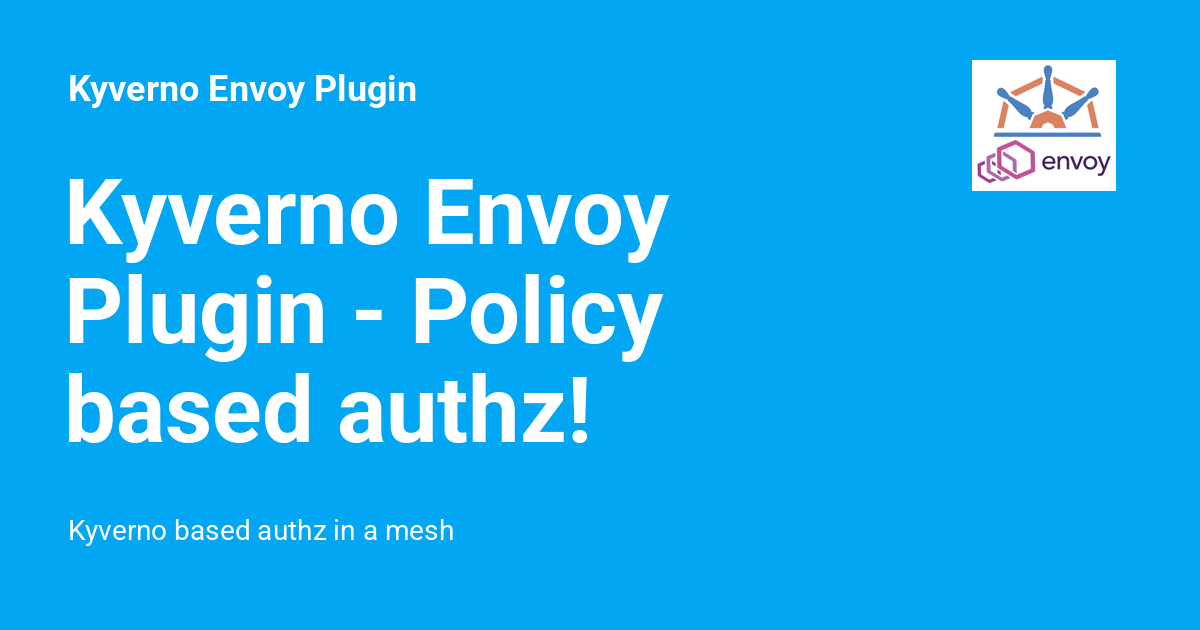 Kyverno Envoy Plugin
envoy
Kyverno Envoy
Plugin - Policy
based authz!
Kyverno based authz in a mesh